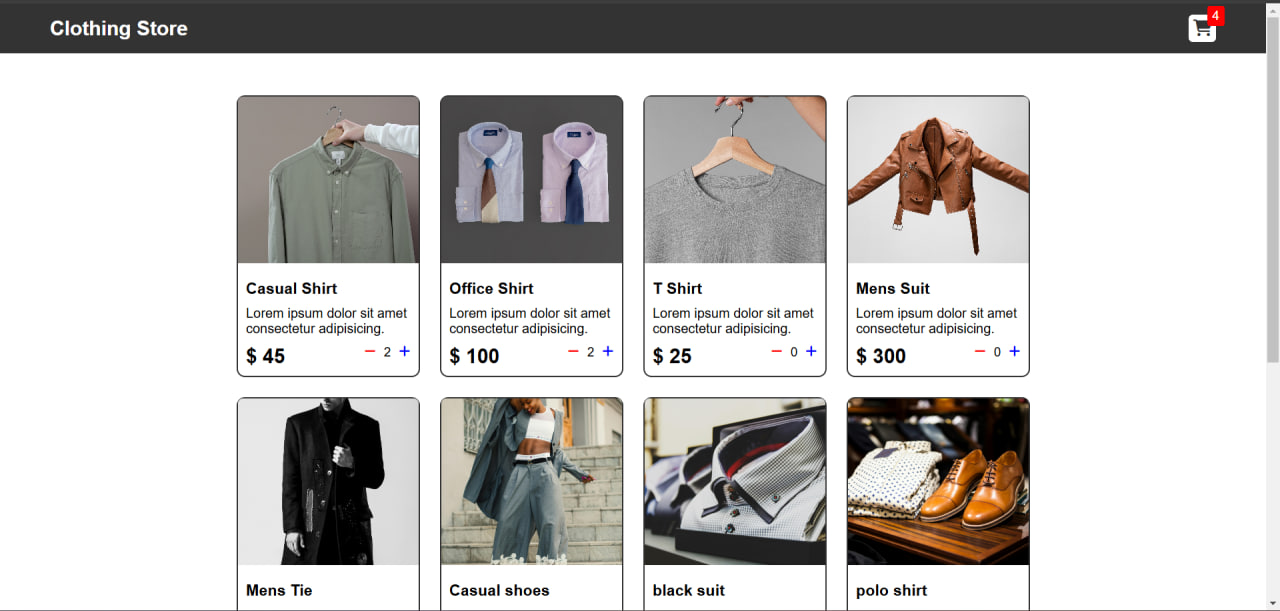 Clothing Store
4
Casual Shirt
Lorem ipsum dolor sit amet
consectetur adipisicing.
$ 45
− 2 +
Office Shirt
Lorem ipsum dolor sit amet
consectetur adipisicing.
$ 100
− 2 +
T Shirt
Lorem ipsum dolor sit amet
consectetur adipisicing.
$ 25
− 0 +
Mens Suit
Lorem ipsum dolor sit amet
consectetur adipisicing.
$ 300
− 0 +
Mens Tie
Casual shoes
black suit
polo shirt